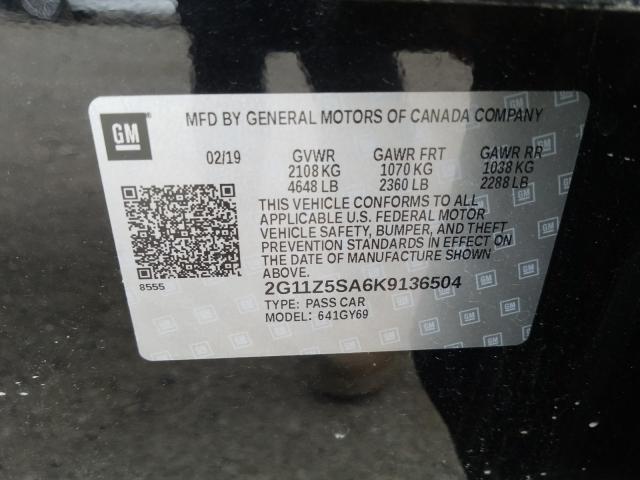 GM
MFD BY GENERAL MOTORS OF CANADA COMPANY
02/19 GVWR GAWR FRT GAWR RR
2108 KG 1070 KG 1038 KG
4648 LB 2360 LB 2288 LB
THIS VEHICLE CONFORMS TO ALL
APPLICABLE U.S. FEDERAL MOTOR
VEHICLE SAFETY, BUMPER, AND THEFT
PREVENTION STANDARDS IN EFFECT ON
THE DATE OF MANUFACTURE SHOWN
ABOVE.
8555
2G11Z5SA6K9136504
TYPE: PASS CAR
MODEL: 641GY69